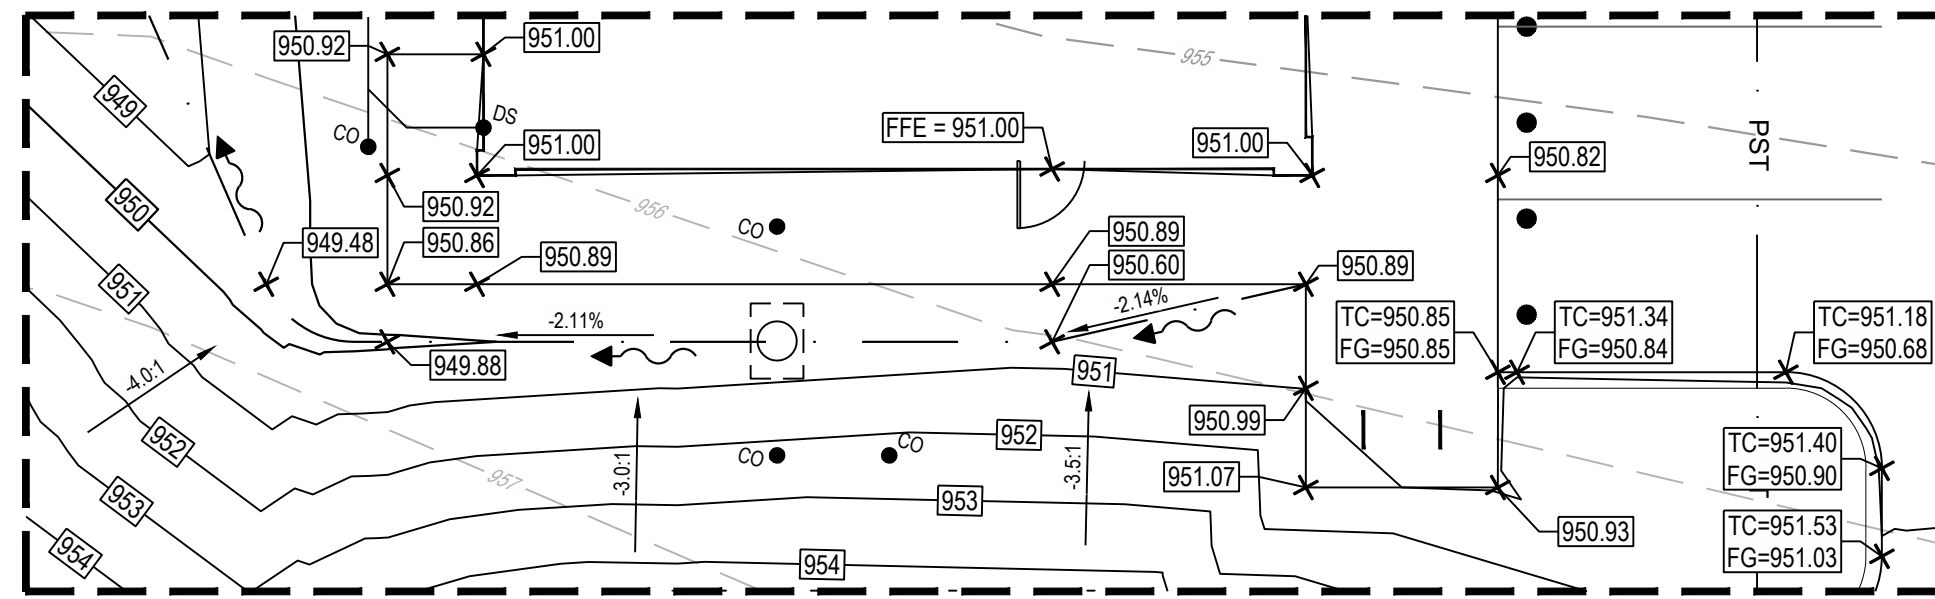 950.92
951.00
955
949
DS
CO
FFE = 951.00
951.00
951.00
PST
950.82
950
950.92
956
CO
949.48
950.86
950.89
950.89
950.60
950.89
951
-2.14%
-2.11%
TC=950.85
FG=950.85
TC=951.34
FG=950.84
TC=951.18
FG=950.68
949.88
-4.0:1
951
950.99
952
952
CO
CO
957
-3.0:1
-3.5:1
951.07
TC=951.40
FG=950.90
953
953
950.93
TC=951.53
FG=951.03
954
954